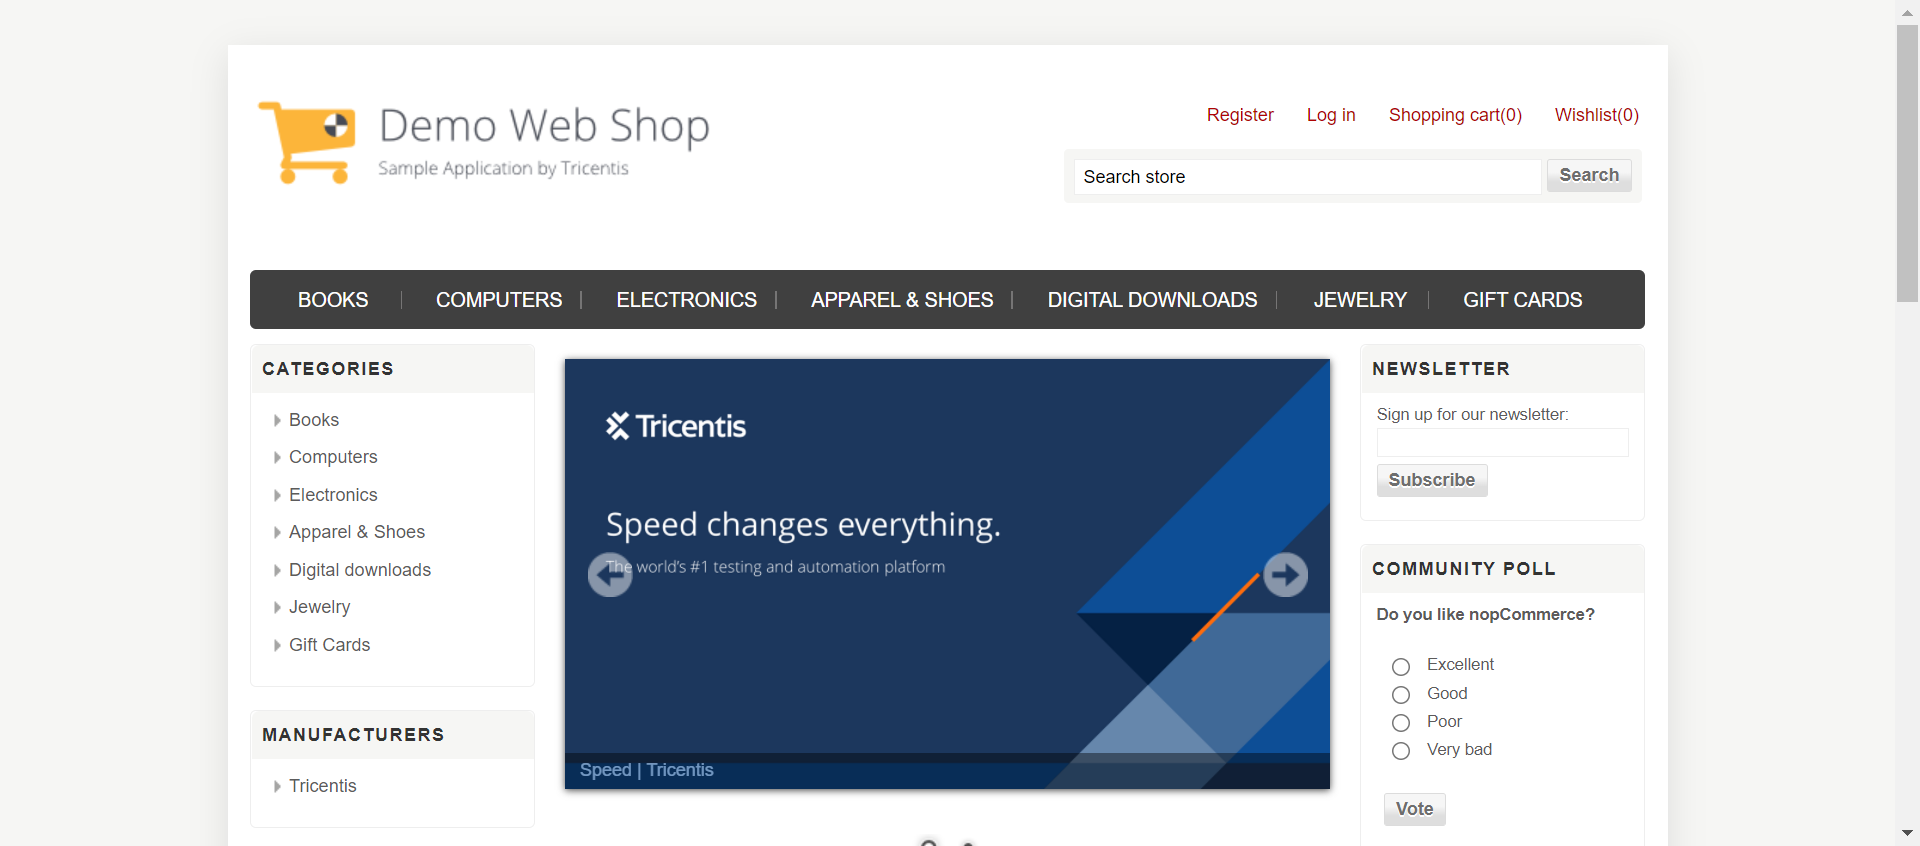 Demo Web Shop
Sample Application by Tricentis
Register Log in Shopping cart(0) Wishlist(0)
Search store Search
BOOKS COMPUTERS ELECTRONICS APPAREL & SHOES DIGITAL DOWNLOADS JEWELRY GIFT CARDS
CATEGORIES
Books
Computers
Electronics
Apparel & Shoes
Digital downloads
Jewelry
Gift Cards
MANUFACTURERS
Tricentis
Tricentis
Speed changes everything.
The world's #1 testing and automation platform
Speed | Tricentis
NEWSLETTER
Sign up for our newsletter:
Subscribe
COMMUNITY POLL
Do you like nopCommerce?
Excellent
Good
Poor
Very bad
Vote